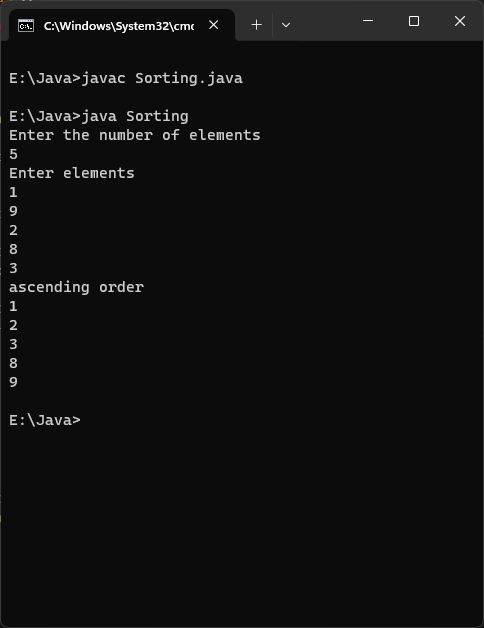 C:\Windows\System32\cmc
E:\Java>javac Sorting.java
E:\Java>java Sorting
Enter the number of elements
5
Enter elements
1
9
2
8
3
ascending order
1
2
3
8
9
E:\Java>